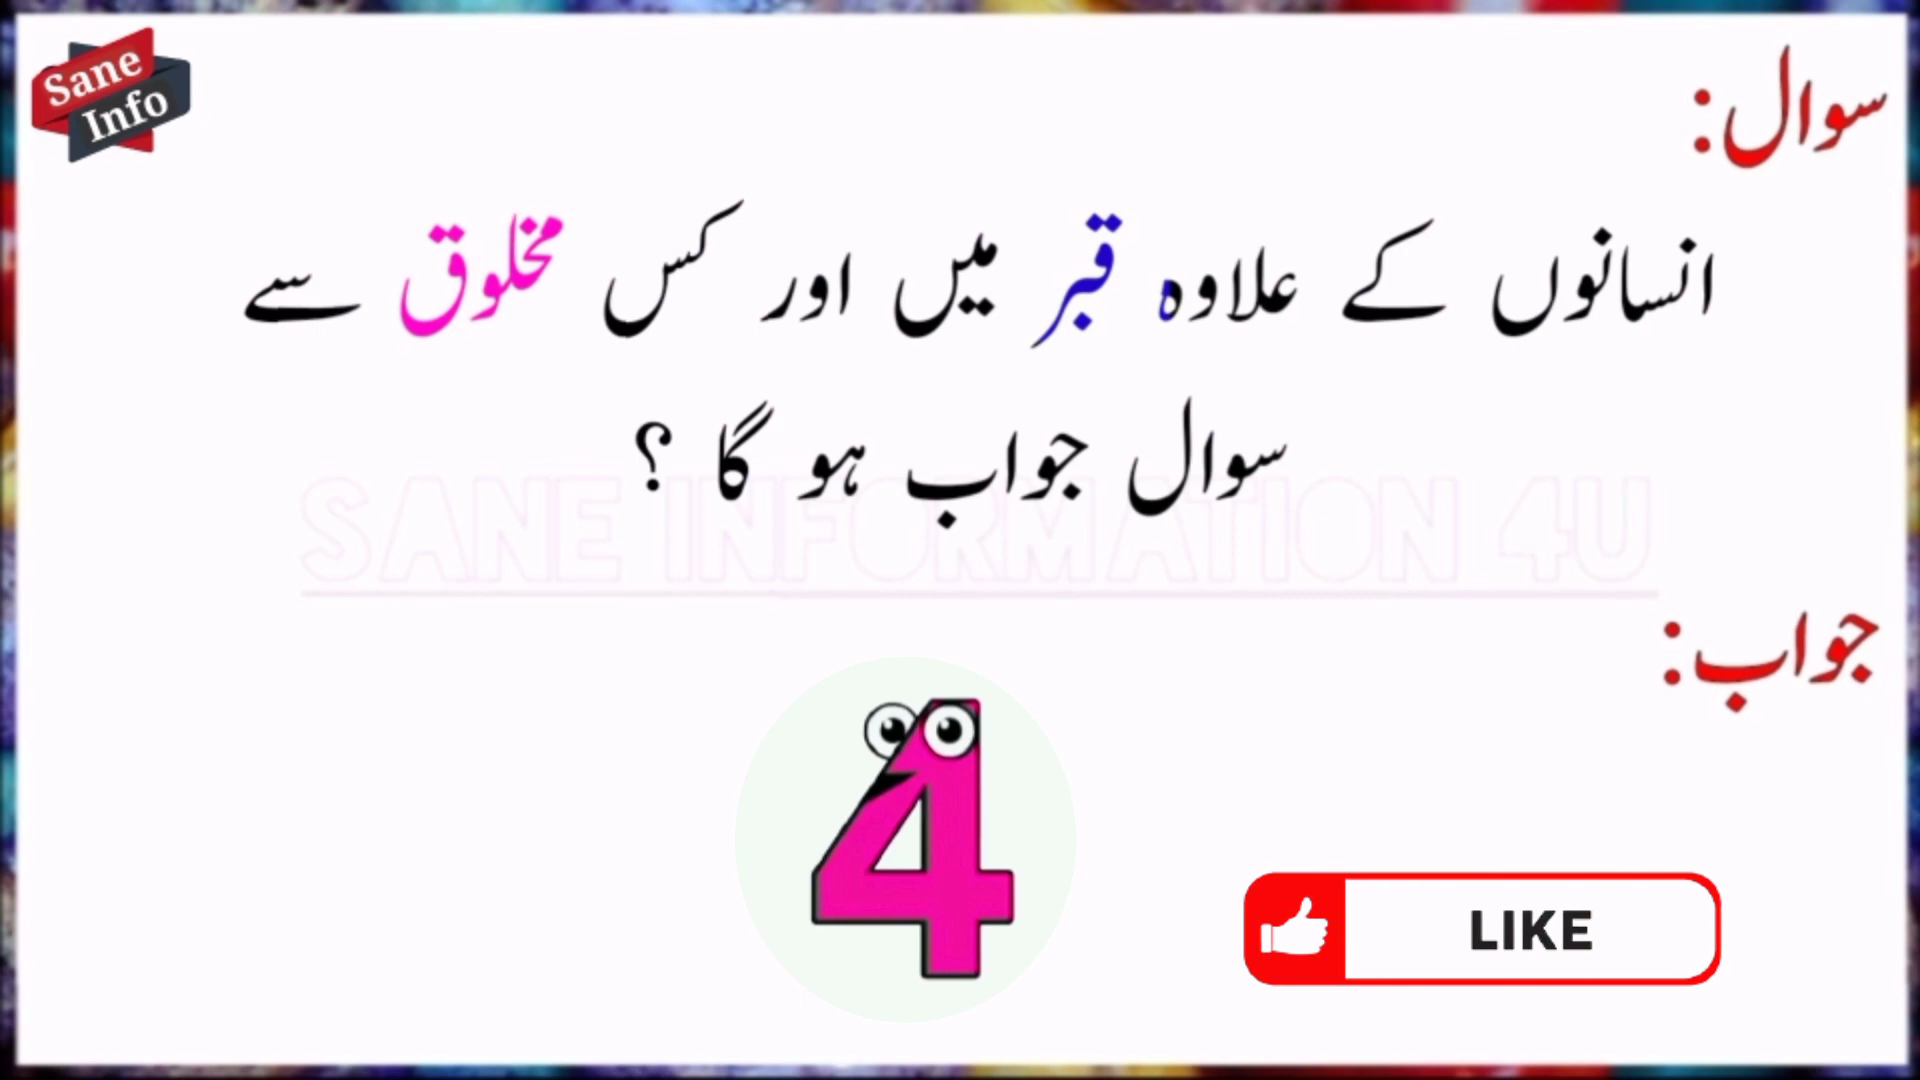 Sane
Info
سوال:
انسانوں کے علاوہ قبر میں اور کس مخلوق سے
سوال جواب ہو گا ؟
SANE INFORMATION 4U
جواب:
4
LIKE